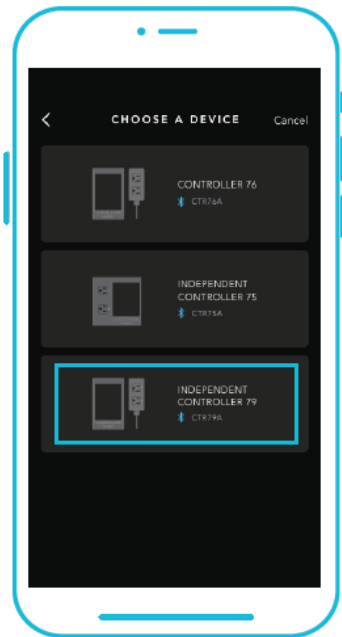 CHOOSE A DEVICE
Cancel
CONTROLLER 76
CTR76A
INDEPENDENT
CONTROLLER 75
CTR75A
INDEPENDENT
CONTROLLER 79
CTR79A